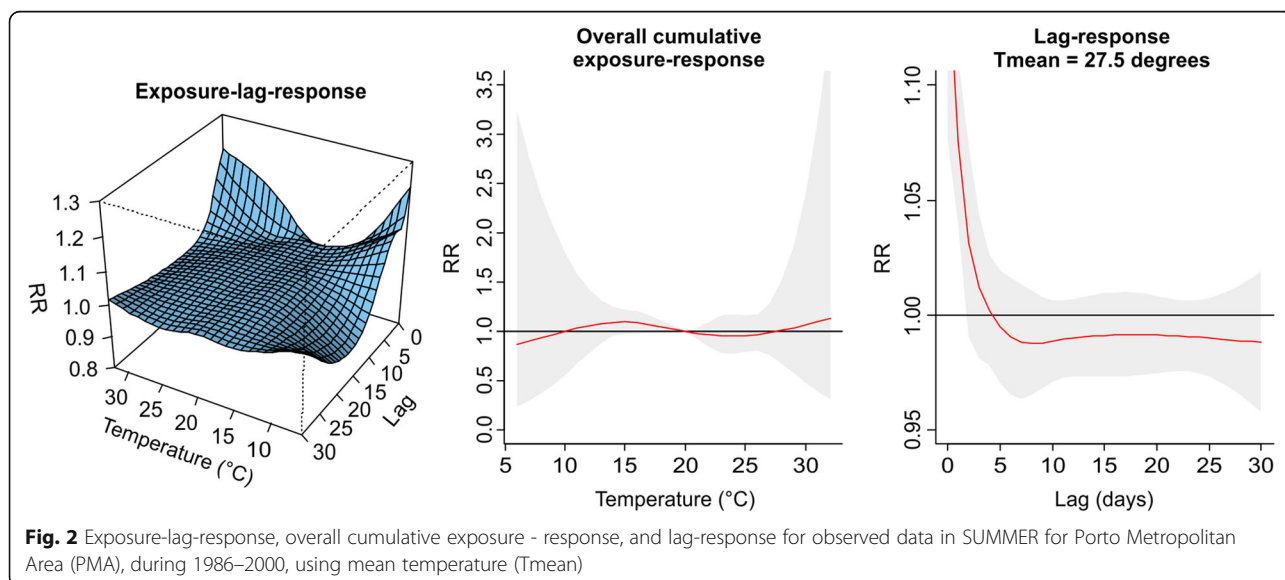 Exposure-lag-response
RR
1.3
1.2
1.1
1.0
0.9
0.8
30
25
20
15
10
Temperature (°C)
0
5
10
15
20
25
30
Lag
Overall cumulative
exposure-response
RR
3.5
3.0
2.5
2.0
1.5
1.0
0.5
0.0
5 10 15 20 25 30
Temperature (°C)
Lag-response
Tmean = 27.5 degrees
RR
1.10
1.05
1.00
0.95
0 5 10 15 20 25 30
Lag (days)
Fig. 2 Exposure-lag-response, overall cumulative exposure - response, and lag-response for observed data in SUMMER for Porto Metropolitan
Area (PMA), during 1986–2000, using mean temperature (Tmean)